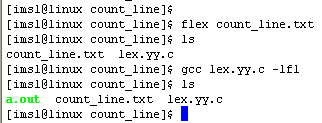 [imsl@linux count_line]$
[imsl@linux count_line]$ flex count_line.txt
[imsl@linux count_line]$ ls
count_line.txt  lex.yy.c
[imsl@linux count_line]$ gcc lex.yy.c -lfl
[imsl@linux count_line]$ ls
a.out  count_line.txt  lex.yy.c
[imsl@linux count_line]$